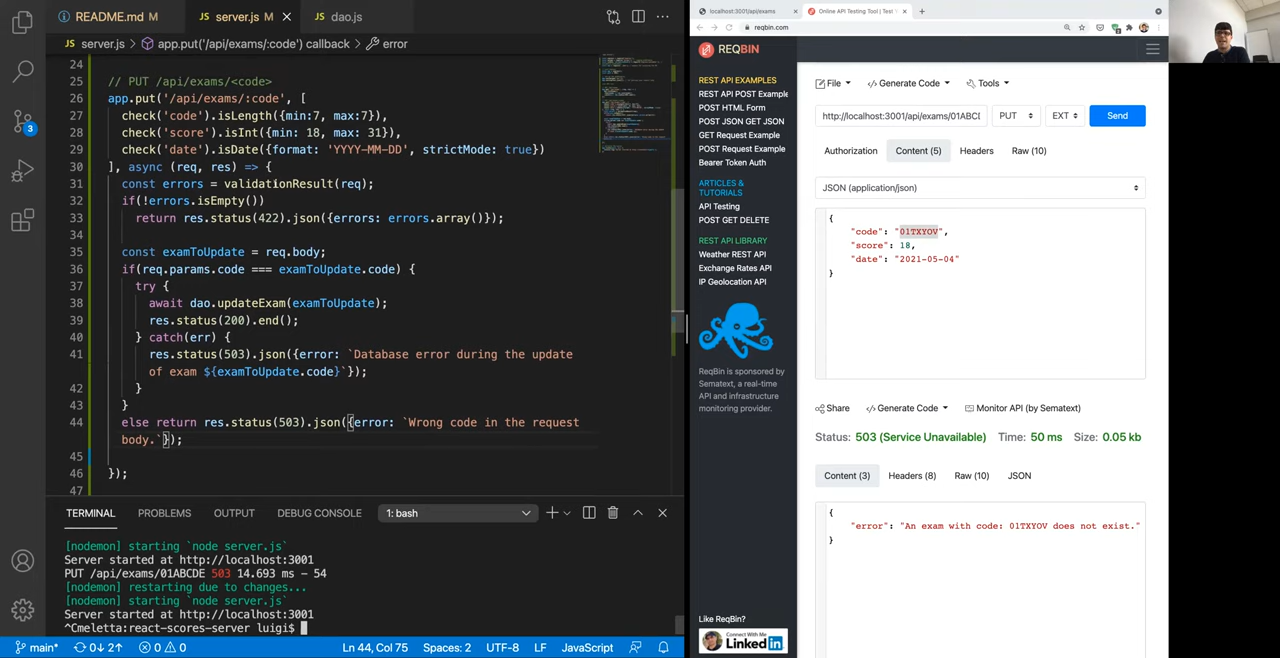 README.md M
JS server.js M
JS dao.js
JS server.js > app.put('/api/exams/:code') callback > error
24
25 // PUT /api/exams/<code>
26 app.put('/api/exams/:code', [
27 check('code').isLength({min:7, max:7}),
28 check('score').isInt({min: 18, max: 31}),
29 check('date').isDate({format: 'YYYY-MM-DD', strictMode: true})
30 ], async (req, res) => {
31 const errors = validationResult(req);
32 if(!errors.isEmpty())
33 return res.status(422).json({errors: errors.array()});
34
35 const examToUpdate = req.body;
36 if(req.params.code === examToUpdate.code) {
37 try {
38 await dao.updateExam(examToUpdate);
39 res.status(200).end();
40 } catch(err) {
41 res.status(503).json({error: `Database error during the update
of exam ${examToUpdate.code}`});
42 }
43 }
44 else return res.status(503).json({error: `Wrong code in the request
body.`});
45
46 });
47
3
TERMINAL PROBLEMS OUTPUT DEBUG CONSOLE 1: bash
[nodemon] starting `node server.js`
Server started at http://localhost:3001
PUT /api/exams/01ABCDE 503 14.693 ms - 54
[nodemon] restarting due to changes...
[nodemon] starting `node server.js`
Server started at http://localhost:3001
^Cmeletta:react-scores-server luigi$
main* 0↓ 2↑ 0 0 Ln 44, Col 75 Spaces: 2 UTF-8 LF JavaScript
localhost:3001/api/exams
Online API Testing Tool | Test
reqbin.com
REQBIN
REST API EXAMPLES
REST API POST Example
POST HTML Form
POST JSON GET JSON
GET Request Example
POST Request Example
Bearer Token Auth
ARTICLES &
TUTORIALS
API Testing
POST GET DELETE
REST API LIBRARY
Weather REST API
Exchange Rates API
IP Geolocation API
ReqBin is sponsored by
Sematext, a real-time
API and infrastructure
monitoring provider.
Like ReqBin?
Connect With Me
Linked in
File Generate Code Tools
http://localhost:3001/api/exams/01ABCD PUT EXT Send
Authorization Content (5) Headers Raw (10)
JSON (application/json)
{
"code": "01TXYOV",
"score": 18,
"date": "2021-05-04"
}
Share Generate Code Monitor API (by Sematext)
Status: 503 (Service Unavailable) Time: 50 ms Size: 0.05 kb
Content (3) Headers (8) Raw (10) JSON
{
"error": "An exam with code: 01TXYOV does not exist."
}